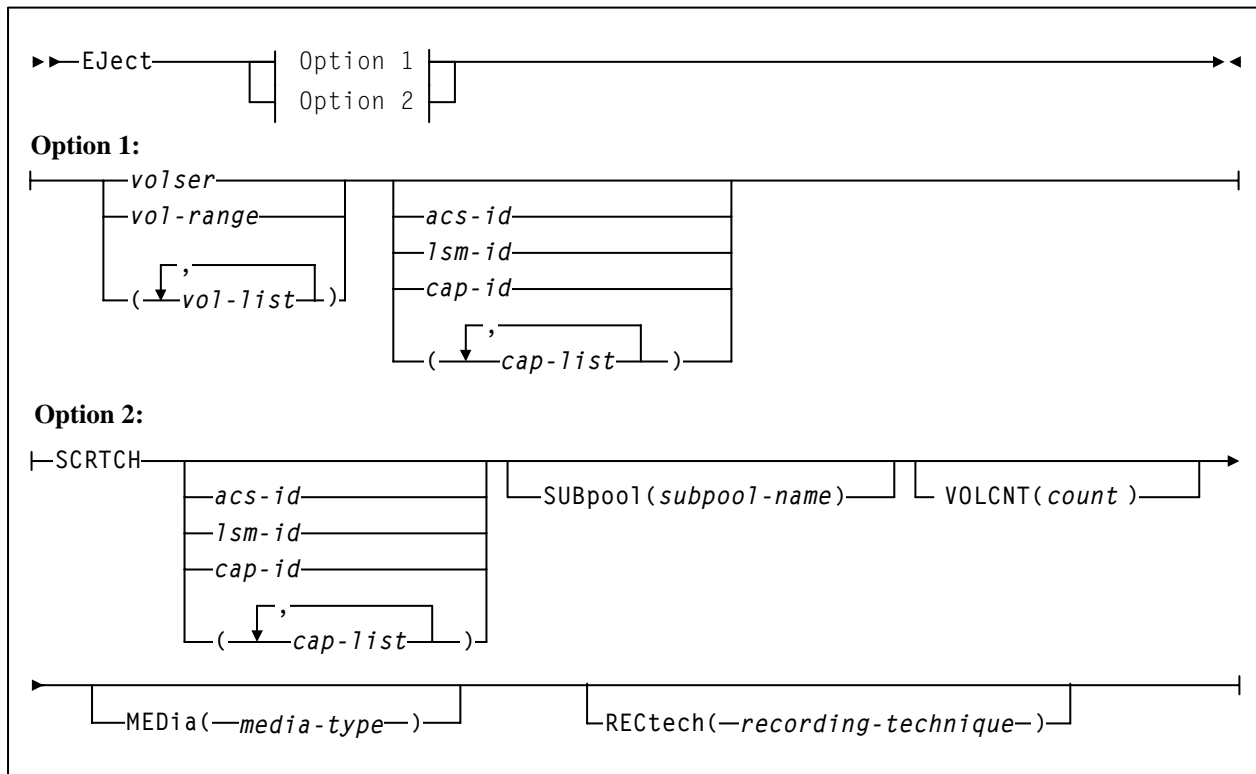 EJect Option 1
Option 2
Option 1:
volser
vol-range
,
( vol-list )
acs-id
lsm-id
cap-id
,
( cap-list )
Option 2:
SCRTCH
acs-id
lsm-id
cap-id
,
( cap-list )
SUBpool(subpool-name)
VOLCNT(count )
MEDia( media-type )
RECtech( recording-technique )